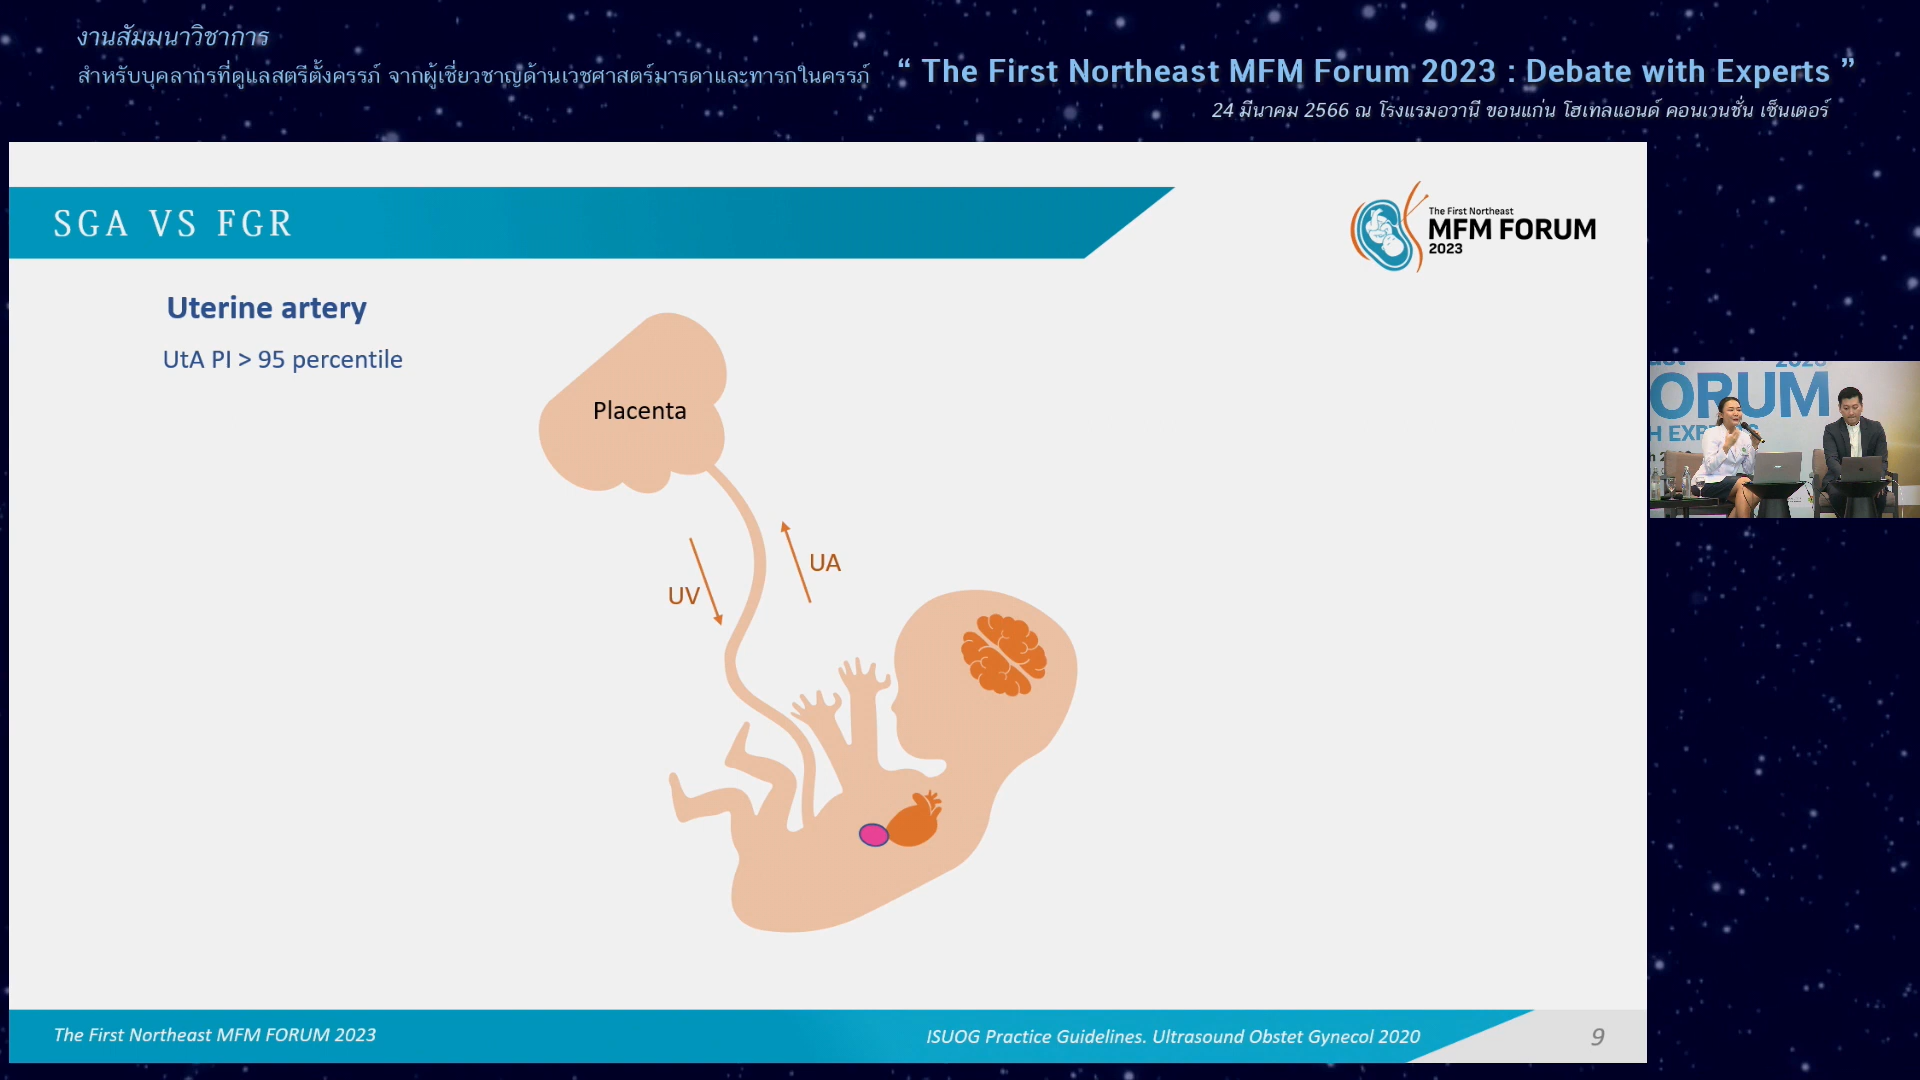 งานสัมมนาวิชาการ
สำหรับบุคลากรที่ดูแลสตรีตั้งครรภ์ จากผู้เชี่ยวชาญด้านเวชศาสตร์มารดาและทารกในครรภ์
“ The First Northeast MFM Forum 2023 : Debate with Experts ”
24 มีนาคม 2566 ณ โรงแรมอวานี ขอนแก่น โฮเทลแอนด์ คอนเวนชั่น เซ็นเตอร์
SGA VS FGR
The First Northeast
MFM FORUM
2023
Uterine artery
UtA PI > 95 percentile
Placenta
UA
UV
ORUM
The First Northeast MFM FORUM 2023
ISUOG Practice Guidelines. Ultrasound Obstet Gynecol 2020
9